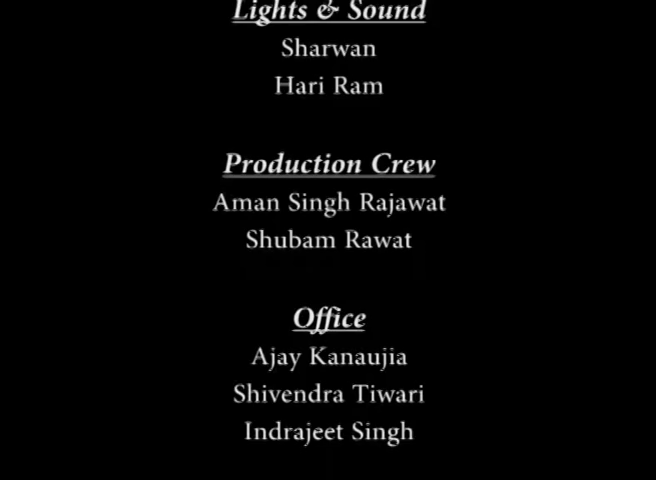 Lights & Sound
Sharwan
Hari Ram
Production Crew
Aman Singh Rajawat
Shubam Rawat
Office
Ajay Kanaujia
Shivendra Tiwari
Indrajeet Singh